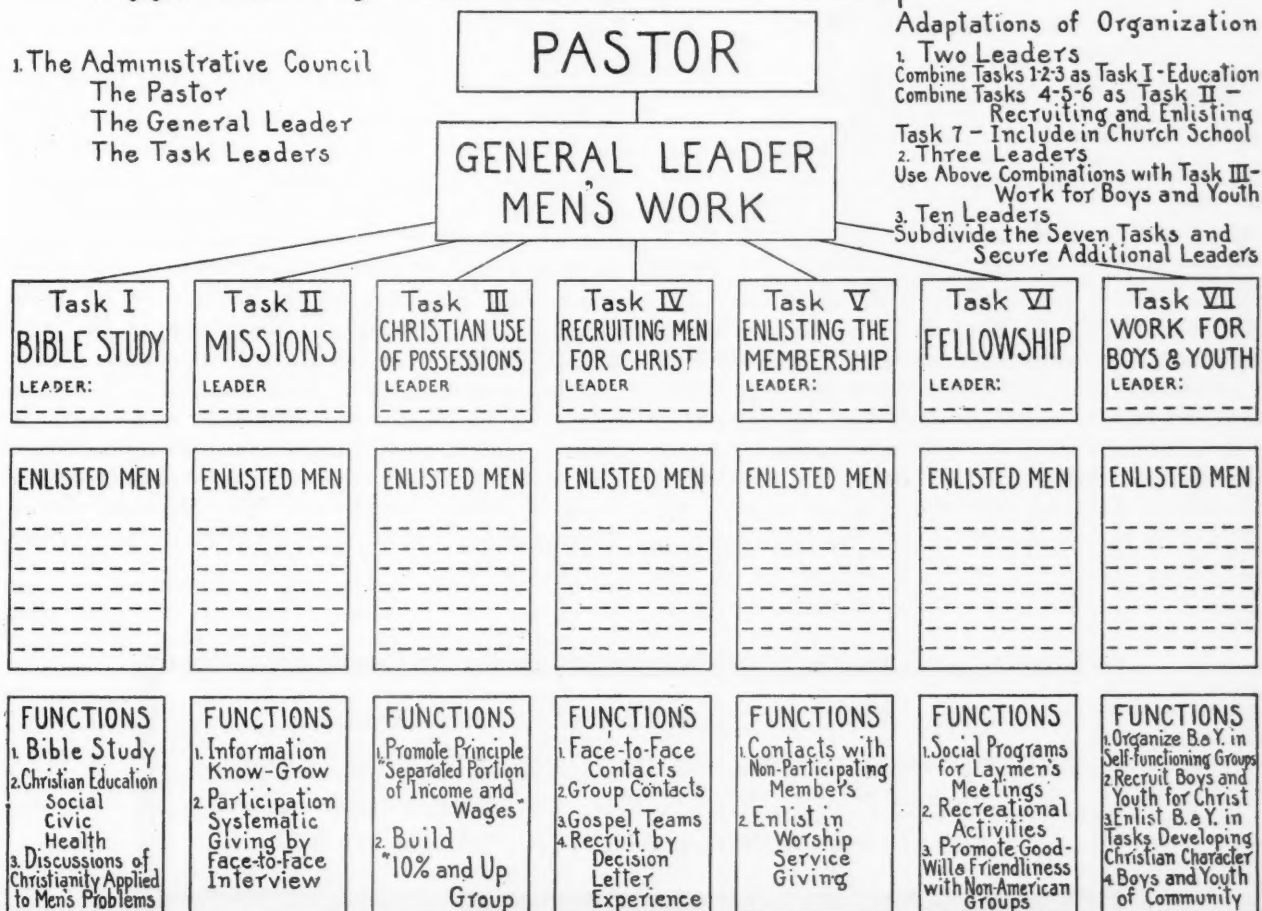 1. The Administrative Council
The Pastor
The General Leader
The Task Leaders
PASTOR
GENERAL LEADER
MEN'S WORK
Adaptations of Organization
1. Two Leaders
Combine Tasks 1-2-3 as Task I - Education
Combine Tasks 4-5-6 as Task II -
Recruiting and Enlisting
Task 7 - Include in Church School
2. Three Leaders
Use Above Combinations with Task III-
Work for Boys and Youth
3. Ten Leaders
Subdivide the Seven Tasks and
Secure Additional Leaders
Task I
BIBLE STUDY
LEADER:
Task II
MISSIONS
LEADER
Task III
CHRISTIAN USE
OF POSSESSIONS
LEADER
Task IV
RECRUITING MEN
FOR CHRIST
LEADER
Task V
ENLISTING THE
MEMBERSHIP
LEADER:
Task VI
FELLOWSHIP
LEADER:
Task VII
WORK FOR
BOYS & YOUTH
LEADER:
ENLISTED MEN
ENLISTED MEN
ENLISTED MEN
ENLISTED MEN
ENLISTED MEN
ENLISTED MEN
ENLISTED MEN
FUNCTIONS
1. Bible Study
2. Christian Education
Social
Civic
Health
3. Discussions of
Christianity Applied
to Men's Problems
FUNCTIONS
1. Information
Know-Grow
2. Participation
Systematic
Giving by
Face-to-Face
Interview
FUNCTIONS
1. Promote Principle
"Separated Portion
of Income and
Wages"
2. Build
"10% and Up
Group
FUNCTIONS
1. Face-to-Face
Contacts
2. Group Contacts
3. Gospel Teams
4. Recruit by
Decision
Letter
Experience
FUNCTIONS
1. Contacts with
Non-Participating
Members
2. Enlist in
Worship
Service
Giving
FUNCTIONS
1. Social Programs
for Laymen's
Meetings
2. Recreational
Activities
3. Promote Good-
Will & Friendliness
with Non-American
Groups
FUNCTIONS
1. Organize B. & Y. in
Self-functioning Groups
2. Recruit Boys and
Youth for Christ
3. Enlist B. & Y. in
Tasks Developing
Christian Character
4. Boys and Youth
of Community